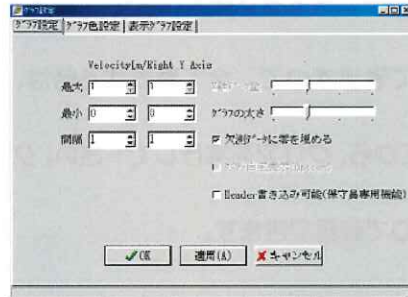 グラフ設定
グラフ設定 グラフ色設定 表示グラフ設定
Velocity[m/Right Y Axis
最大 1 1
最小 0 0 グラフの太さ
間隔 1 1 欠測データに零を埋める
Header書き込み可能(保守員専用機能)
OK 適用(A) キャンセル